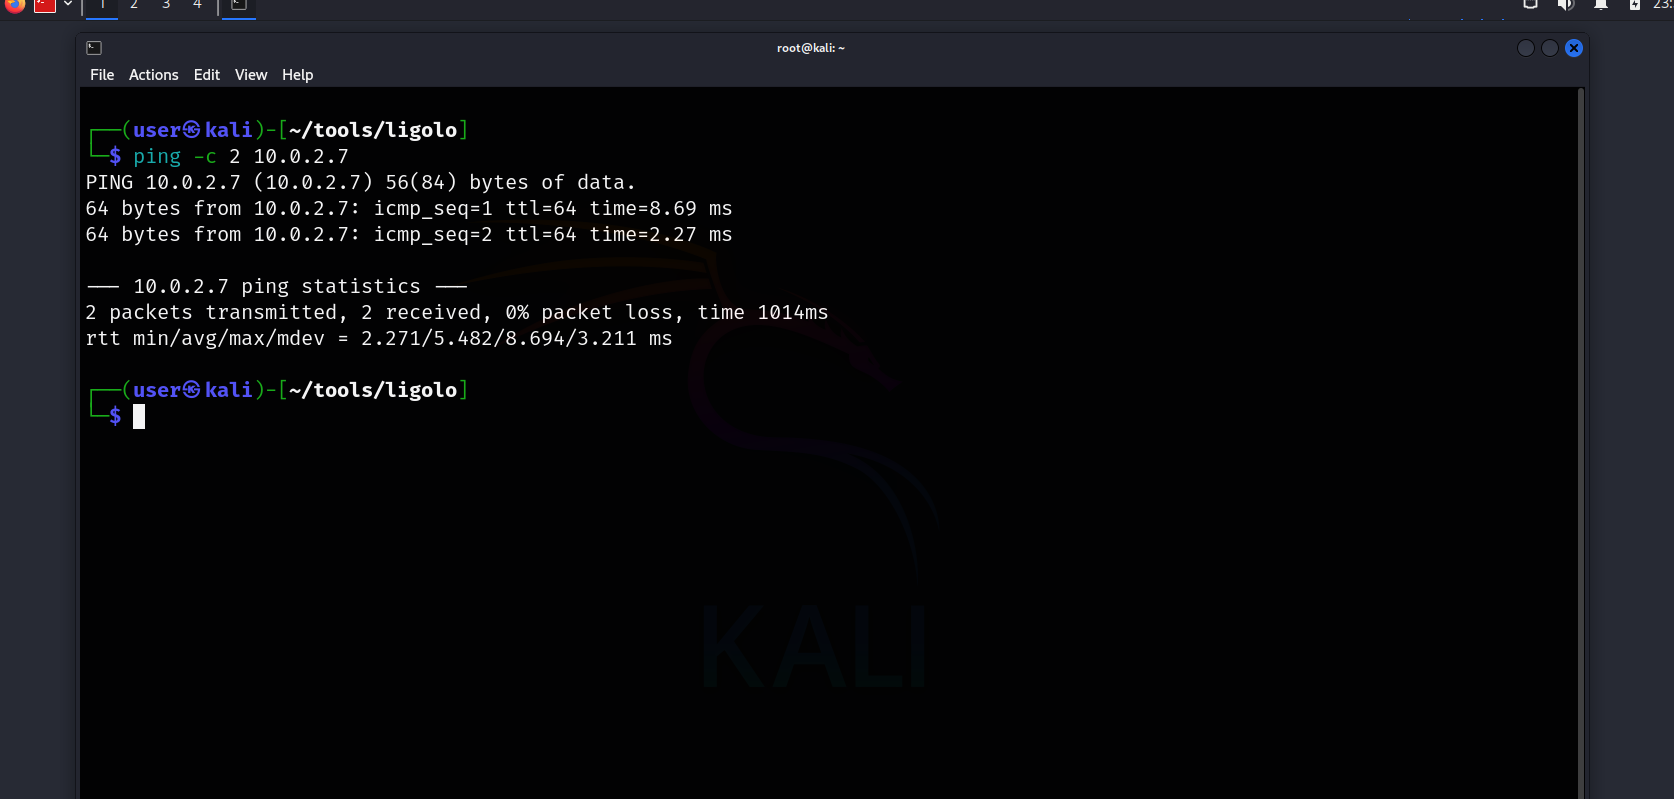 1 2 3 4 23:
root@kali: ~
File Actions Edit View Help
┌──(user㉿kali)-[~/tools/ligolo]
└─$ ping -c 2 10.0.2.7
PING 10.0.2.7 (10.0.2.7) 56(84) bytes of data.
64 bytes from 10.0.2.7: icmp_seq=1 ttl=64 time=8.69 ms
64 bytes from 10.0.2.7: icmp_seq=2 ttl=64 time=2.27 ms
--- 10.0.2.7 ping statistics ---
2 packets transmitted, 2 received, 0% packet loss, time 1014ms
rtt min/avg/max/mdev = 2.271/5.482/8.694/3.211 ms
┌──(user㉿kali)-[~/tools/ligolo]
└─$
KALI